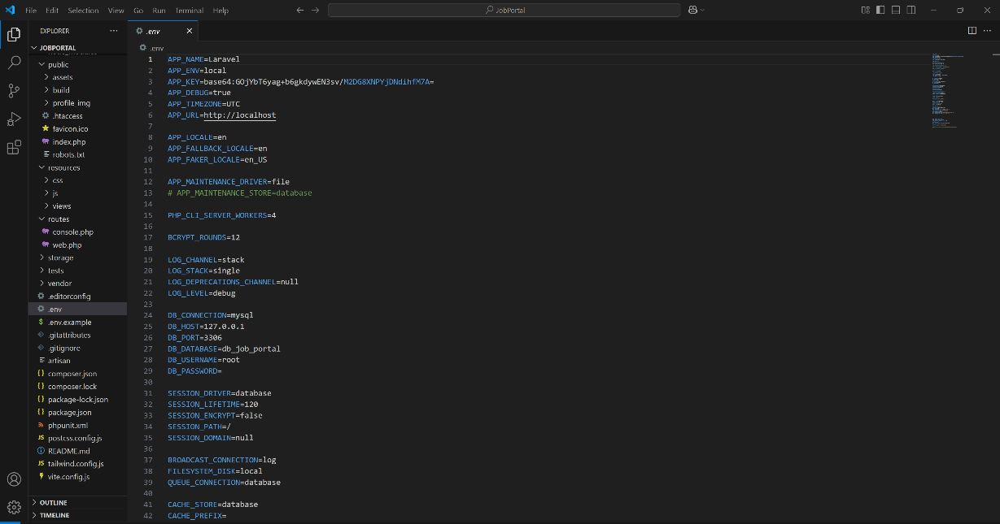 File Edit Selection View Go Run Terminal Help
JobPortal
EXPLORER
JOBPORTAL
public
assets
build
profile_img
.htaccess
favicon.ico
index.php
robots.txt
resources
css
js
views
routes
console.php
web.php
storage
tests
vendor
.editorconfig
.env
.env.example
.gitattributes
.gitignore
artisan
composer.json
composer.lock
package-lock.json
package.json
phpunit.xml
postcss.config.js
README.md
tailwind.config.js
vite.config.js
OUTLINE
TIMELINE
.env
.env
1 APP_NAME=Laravel
2 APP_ENV=local
3 APP_KEY=base64:GOjYbT6yag+b6gkdywEN3sv/M2DG8XNPYjDNdihfM7A=
4 APP_DEBUG=true
5 APP_TIMEZONE=UTC
6 APP_URL=http://localhost
7
8 APP_LOCALE=en
9 APP_FALLBACK_LOCALE=en
10 APP_FAKER_LOCALE=en_US
11
12 APP_MAINTENANCE_DRIVER=file
13 # APP_MAINTENANCE_STORE=database
14
15 PHP_CLI_SERVER_WORKERS=4
16
17 BCRYPT_ROUNDS=12
18
19 LOG_CHANNEL=stack
20 LOG_STACK=single
21 LOG_DEPRECATIONS_CHANNEL=null
22 LOG_LEVEL=debug
23
24 DB_CONNECTION=mysql
25 DB_HOST=127.0.0.1
26 DB_PORT=3306
27 DB_DATABASE=db_job_portal
28 DB_USERNAME=root
29 DB_PASSWORD=
30
31 SESSION_DRIVER=database
32 SESSION_LIFETIME=120
33 SESSION_ENCRYPT=false
34 SESSION_PATH=/
35 SESSION_DOMAIN=null
36
37 BROADCAST_CONNECTION=log
38 FILESYSTEM_DISK=local
39 QUEUE_CONNECTION=database
40
41 CACHE_STORE=database
42 CACHE_PREFIX=